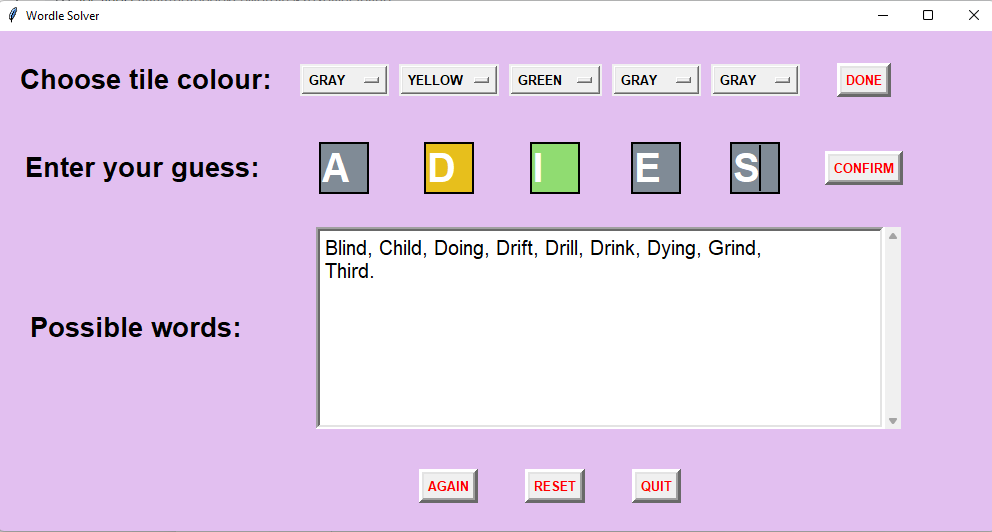 Wordle Solver
Choose tile colour: GRAY YELLOW GREEN GRAY GRAY DONE
Enter your guess: A D I E S CONFIRM
Blind, Child, Doing, Drift, Drill, Drink, Dying, Grind,
Third.
Possible words:
AGAIN RESET QUIT